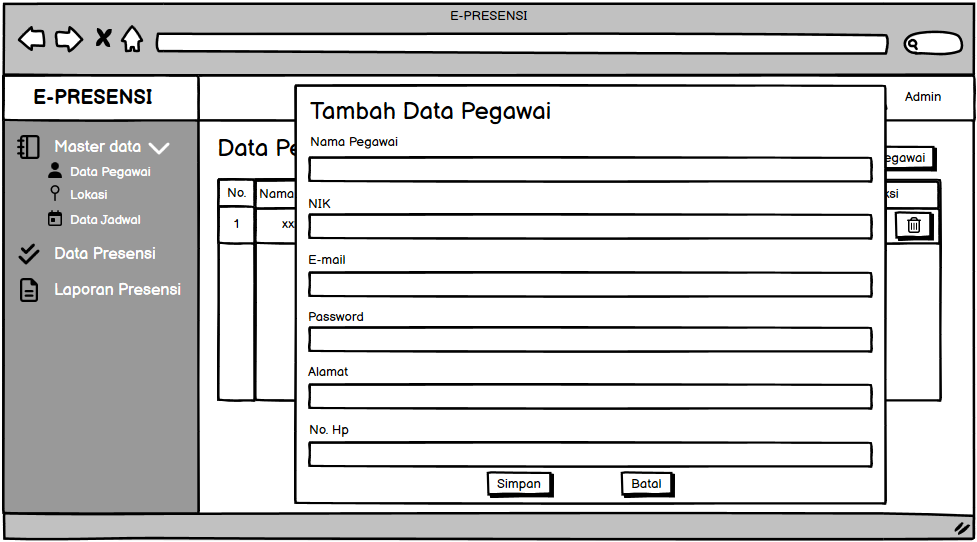 E-PRESENSI
E-PRESENSI
Admin
Master data
Data Pegawai
Lokasi
Data Jadwal
Data Presensi
Laporan Presensi
Data Pe
egawai
No.
Nama
ksi
1
xx
Tambah Data Pegawai
Nama Pegawai
NIK
E-mail
Password
Alamat
No. Hp
Simpan
Batal